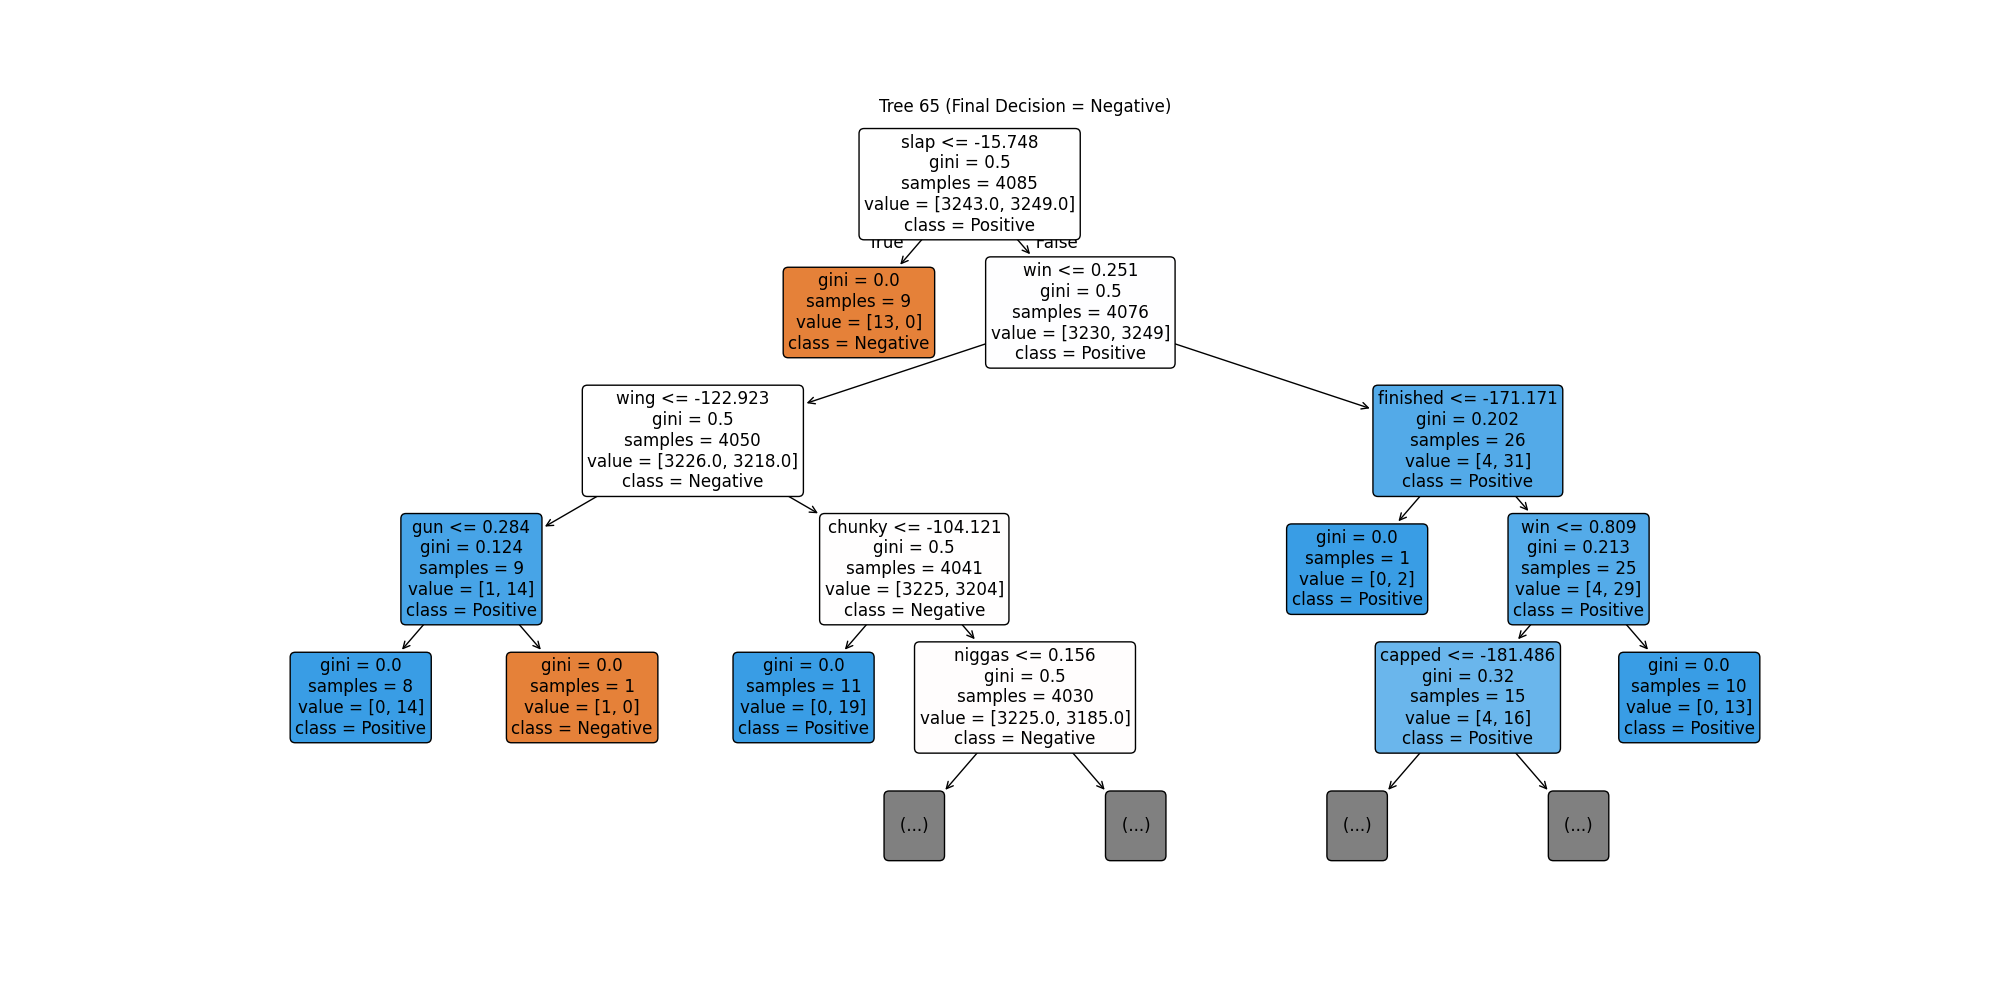 Tree 65 (Final Decision = Negative)
slap <= -15.748
gini = 0.5
samples = 4085
value = [3243.0, 3249.0]
class = Positive
True
False
gini = 0.0
samples = 9
value = [13, 0]
class = Negative
win <= 0.251
gini = 0.5
samples = 4076
value = [3230, 3249]
class = Positive
wing <= -122.923
gini = 0.5
samples = 4050
value = [3226.0, 3218.0]
class = Negative
finished <= -171.171
gini = 0.202
samples = 26
value = [4, 31]
class = Positive
gun <= 0.284
gini = 0.124
samples = 9
value = [1, 14]
class = Positive
chunky <= -104.121
gini = 0.5
samples = 4041
value = [3225, 3204]
class = Negative
gini = 0.0
samples = 1
value = [0, 2]
class = Positive
win <= 0.809
gini = 0.213
samples = 25
value = [4, 29]
class = Positive
gini = 0.0
samples = 8
value = [0, 14]
class = Positive
gini = 0.0
samples = 1
value = [1, 0]
class = Negative
gini = 0.0
samples = 11
value = [0, 19]
class = Positive
niggas <= 0.156
gini = 0.5
samples = 4030
value = [3225.0, 3185.0]
class = Negative
capped <= -181.486
gini = 0.32
samples = 15
value = [4, 16]
class = Positive
gini = 0.0
samples = 10
value = [0, 13]
class = Positive
(...)
(...)
(...)
(...)